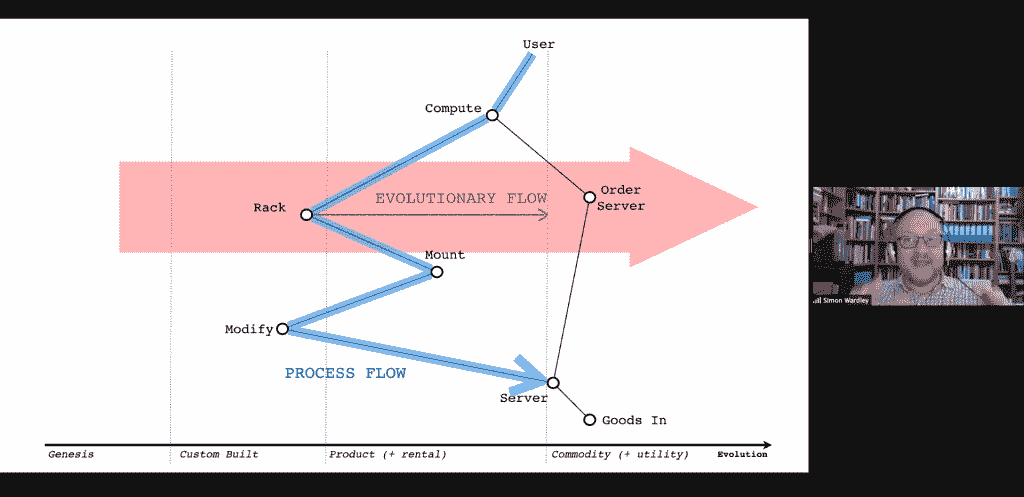 User
Compute
Order
Server
EVOLUTIONARY FLOW
Rack
Mount
Modify
PROCESS FLOW
Server
Goods In
Genesis
Custom Built
Product (+ rental)
Commodity (+ utility)
Evolution
Simon Wardley